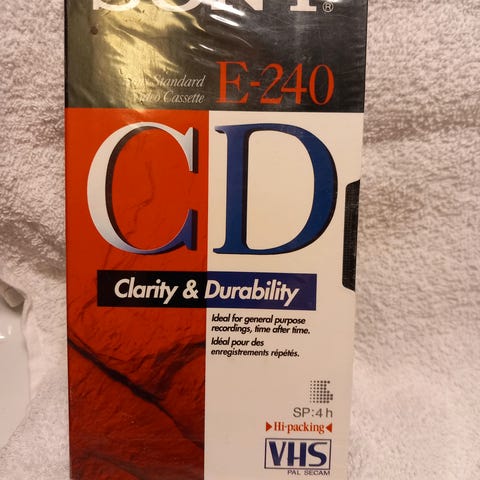 SONY®
Standard
Video Cassette
E-240
CD
Clarity & Durability
Ideal for general purpose
recordings, time after time.
Idéal pour des
enregistrements répétés.
SP:4h
▶Hi-packing◀
VHS
PAL SECAM